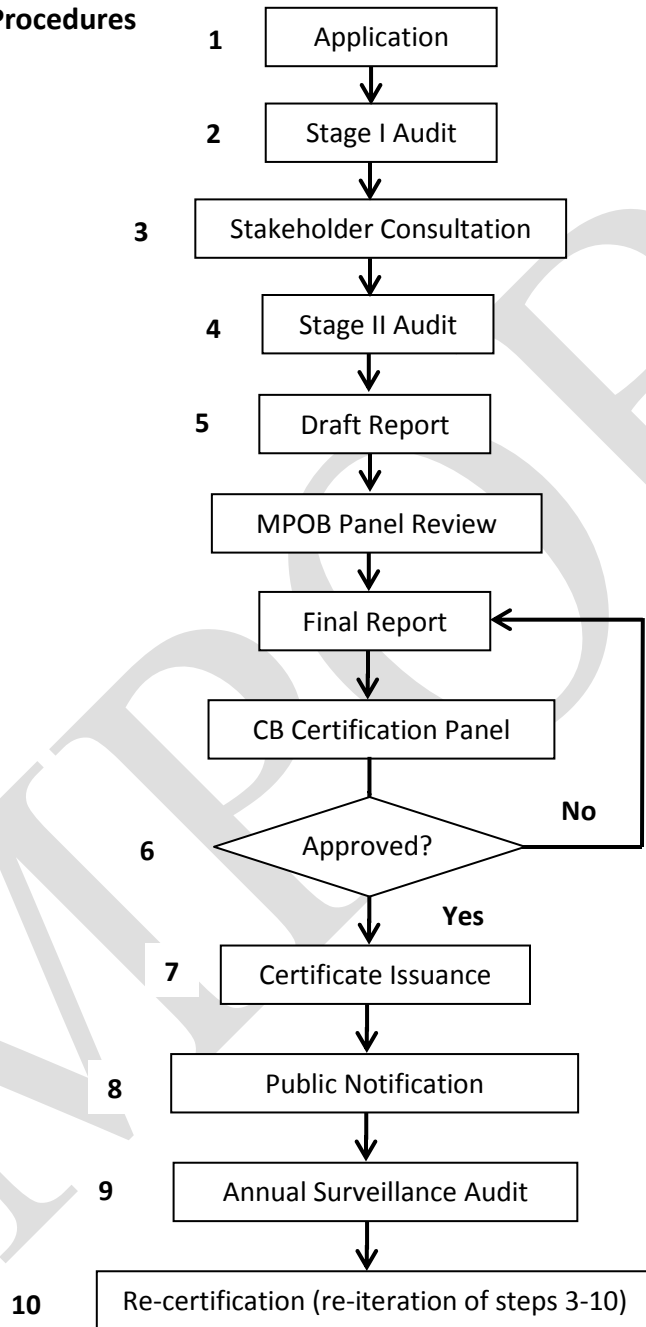 Procedures
1 Application
2 Stage I Audit
3 Stakeholder Consultation
4 Stage II Audit
5 Draft Report
MPOB Panel Review
Final Report
CB Certification Panel
No
6 Approved?
Yes
7 Certificate Issuance
8 Public Notification
9 Annual Surveillance Audit
10 Re-certification (re-iteration of steps 3-10)
MPOB